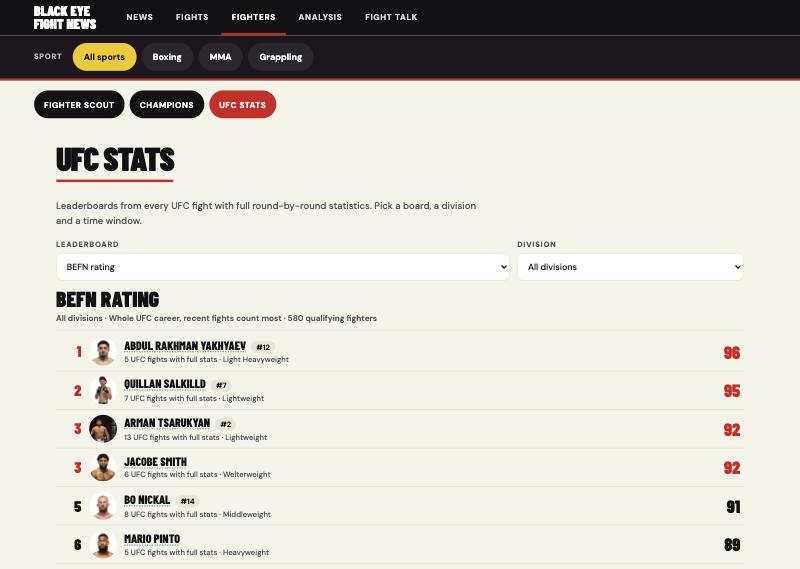 BLACK EYE
FIGHT NEWS
NEWS FIGHTS FIGHTERS ANALYSIS FIGHT TALK
SPORT All sports Boxing MMA Grappling
FIGHTER SCOUT CHAMPIONS UFC STATS
UFC STATS
Leaderboards from every UFC fight with full round-by-round statistics. Pick a board, a division
and a time window.
LEADERBOARD DIVISION
BEFN rating All divisions
BEFN RATING
All divisions · Whole UFC career, recent fights count most · 580 qualifying fighters
1 ABDUL RAKHMAN YAKHYAEV #12 96
5 UFC fights with full stats · Light Heavyweight
2 QUILLAN SALKILLD #7 95
7 UFC fights with full stats · Lightweight
3 ARMAN TSARUKYAN #2 92
13 UFC fights with full stats · Lightweight
3 JACOBE SMITH 92
6 UFC fights with full stats · Welterweight
5 BO NICKAL #14 91
8 UFC fights with full stats · Middleweight
6 MARIO PINTO 89
5 UFC fights with full stats · Heavyweight